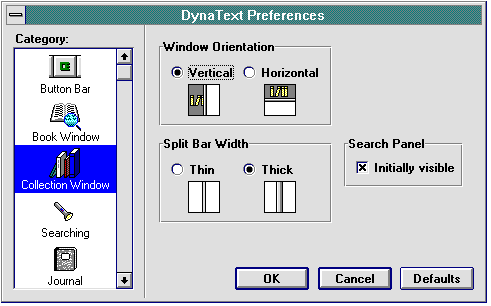 DynaText Preferences
Category:
Button Bar
Book Window
Collection Window
Searching
Journal
Window Orientation
Vertical
Horizontal
Split Bar Width
Thin
Thick
Search Panel
Initially visible
OK
Cancel
Defaults